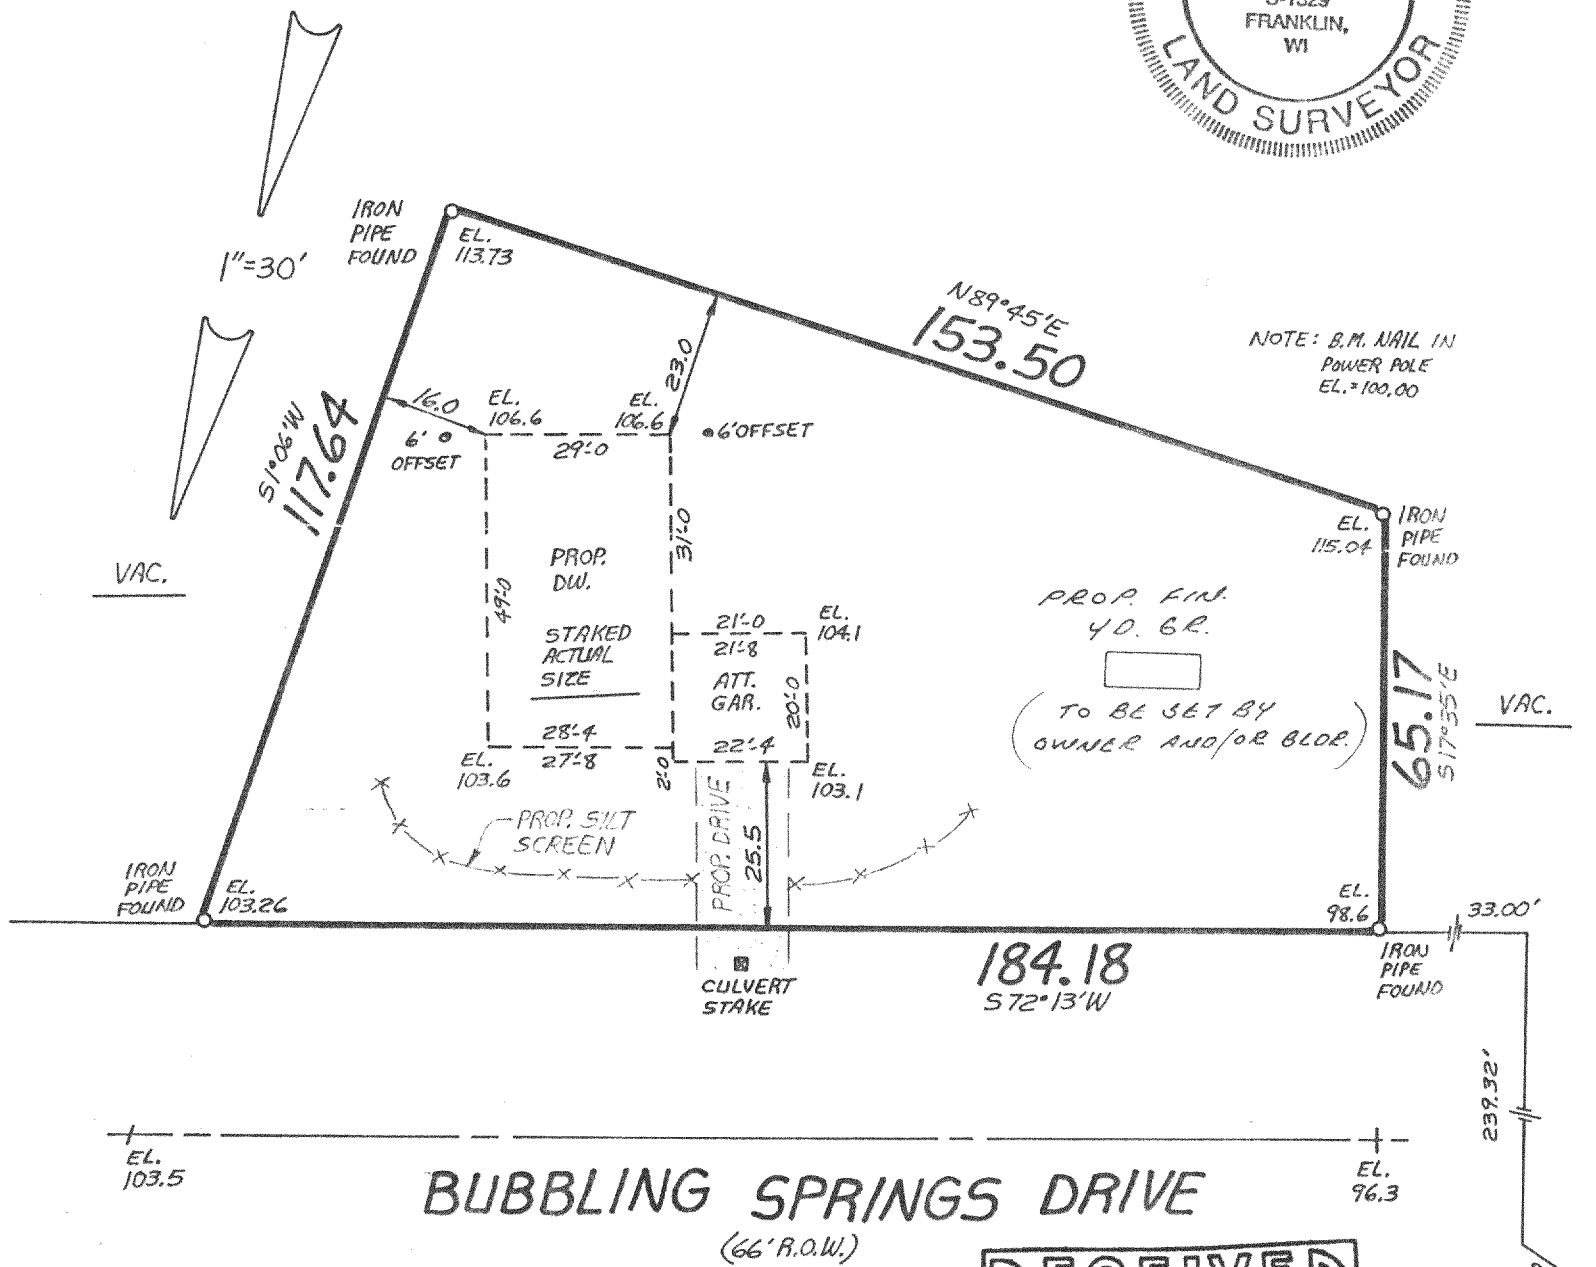 FRANKLIN,
WI
LAND SURVEYOR
1"=30'
IRON
PIPE
FOUND
EL.
113.73
N89°45'E
153.50
NOTE: B.M. NAIL IN
POWER POLE
EL.=100.00
S1°06'W
117.64
16.0
23.0
EL.
106.6
EL.
106.6
6'
OFFSET
6' OFFSET
29'-0
31'-0
49'-0
PROP.
DW.
STAKED
ACTUAL
SIZE
VAC.
EL.
115.04
IRON
PIPE
FOUND
21'-0
21'-8
EL.
104.1
ATT.
GAR.
20'-0
22'-4
PROP. FIN.
YD. GR.
(TO BE SET BY
OWNER AND/OR BLDR.)
65.17
S17°35'E
VAC.
28'-4
27'-8
EL.
103.6
2'-0
EL.
103.1
PROP. SILT
SCREEN
PROP. DRIVE
25.5
IRON
PIPE
FOUND
EL.
103.26
EL.
98.6
33.00'
IRON
PIPE
FOUND
184.18
S72°13'W
CULVERT
STAKE
239.32'
EL.
103.5
EL.
96.3
BUBBLING SPRINGS DRIVE
(66' R.O.W.)
RECEIVED